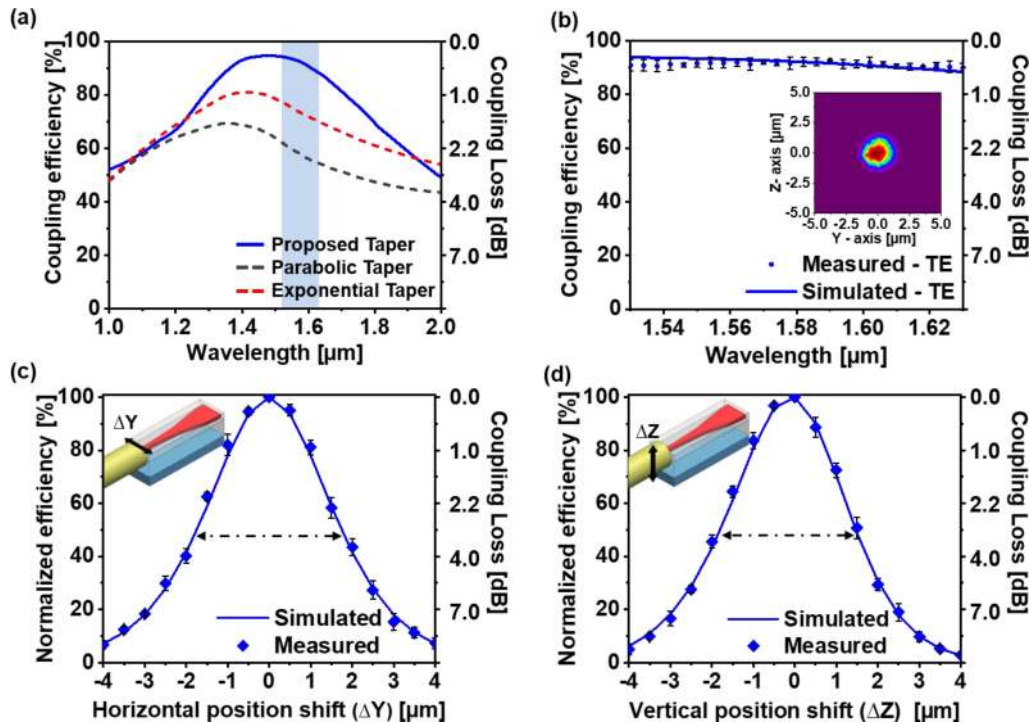 (a)
Coupling efficiency [%]
100
80
60
40
20
0
1.0 1.2 1.4 1.6 1.8 2.0
Wavelength [µm]
0.0
1.0
2.2
4.0
7.0
Coupling Loss [dB]
Proposed Taper
Parabolic Taper
Exponential Taper
(b)
Coupling efficiency [%]
100
80
60
40
20
0
1.54 1.56 1.58 1.60 1.62
Wavelength [µm]
0.0
1.0
2.2
4.0
7.0
Coupling Loss [dB]
Z- axis [µm]
5.0
2.5
0.0
-2.5
-5.0
-5.0 -2.5 0.0 2.5 5.0
Y - axis [µm]
Measured - TE
Simulated - TE
(c)
Normalized efficiency [%]
100
80
60
40
20
0
-4 -3 -2 -1 0 1 2 3 4
Horizontal position shift (ΔY) [µm]
0.0
1.0
2.2
4.0
7.0
Coupling Loss [dB]
ΔY
Simulated
Measured
(d)
Normalized efficiency [%]
100
80
60
40
20
0
-4 -3 -2 -1 0 1 2 3 4
Vertical position shift (ΔZ) [µm]
0.0
1.0
2.2
4.0
7.0
Coupling Loss [dB]
ΔZ
Simulated
Measured